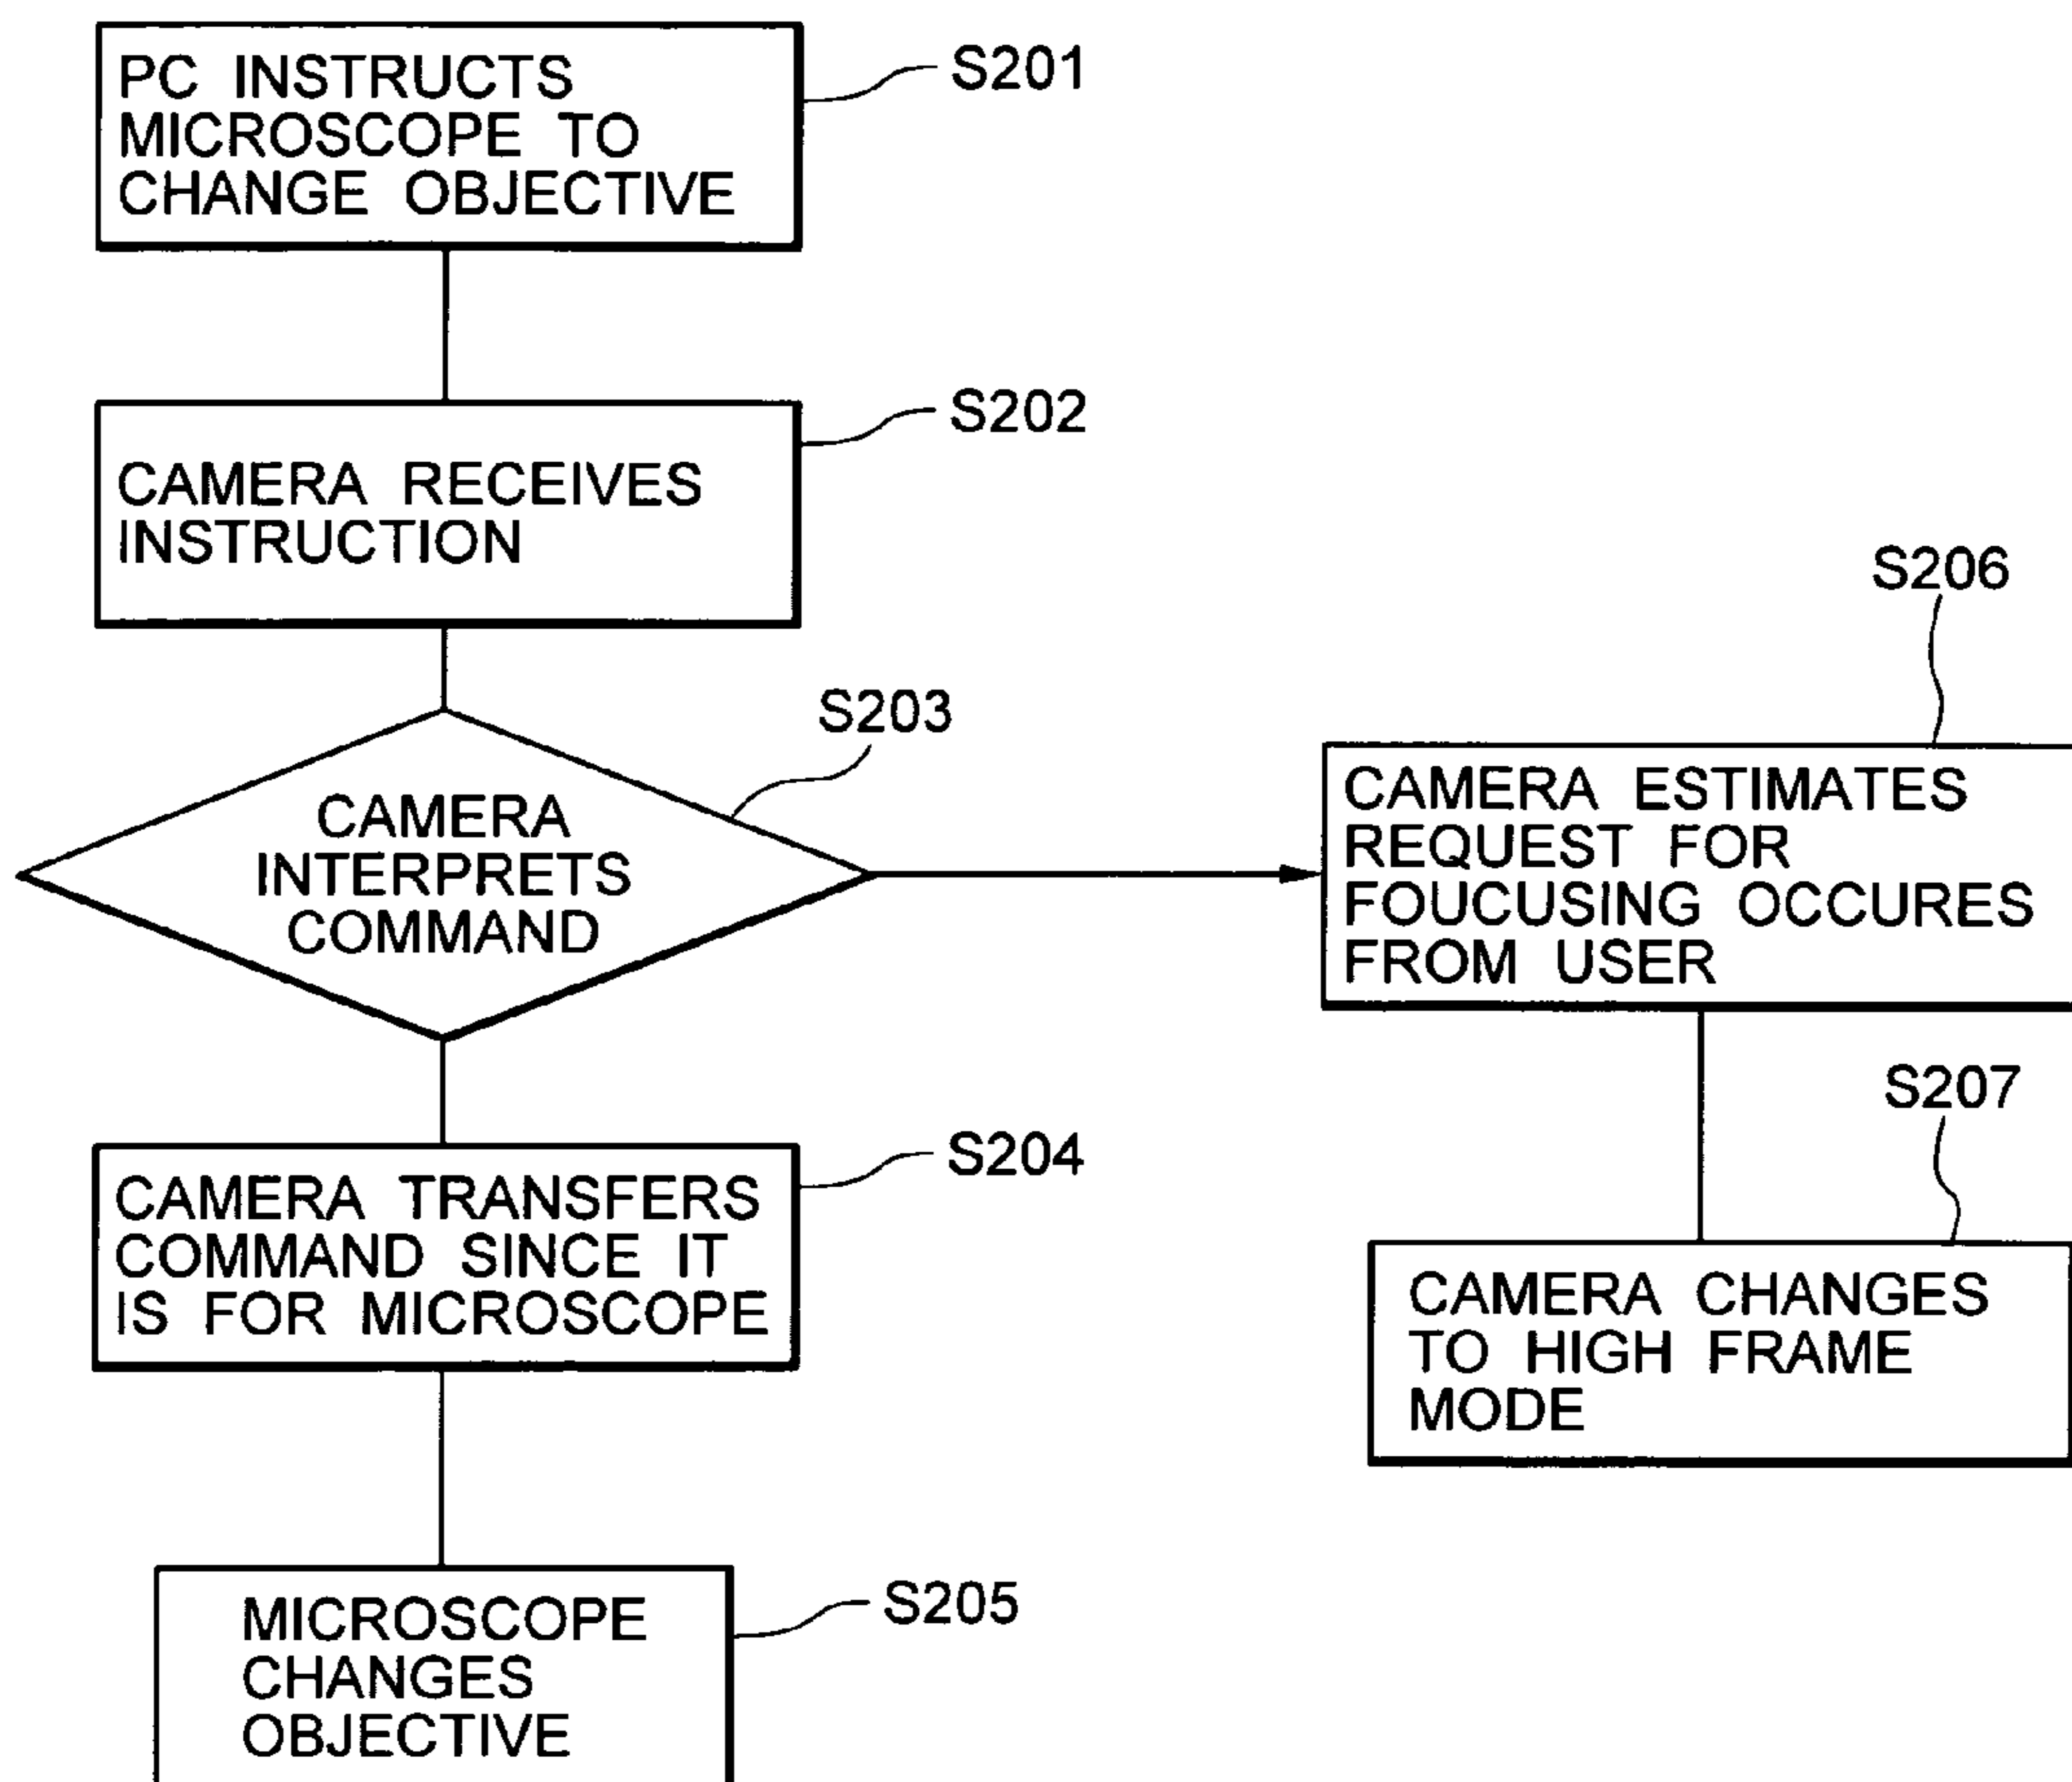 PC INSTRUCTS
MICROSCOPE TO
CHANGE OBJECTIVE
S201
CAMERA RECEIVES
INSTRUCTION
S202
CAMERA
INTERPRETS
COMMAND
S203
CAMERA TRANSFERS
COMMAND SINCE IT
IS FOR MICROSCOPE
S204
MICROSCOPE
CHANGES
OBJECTIVE
S205
S206
CAMERA ESTIMATES
REQUEST FOR
FOUCUSING OCCURES
FROM USER
S207
CAMERA CHANGES
TO HIGH FRAME
MODE